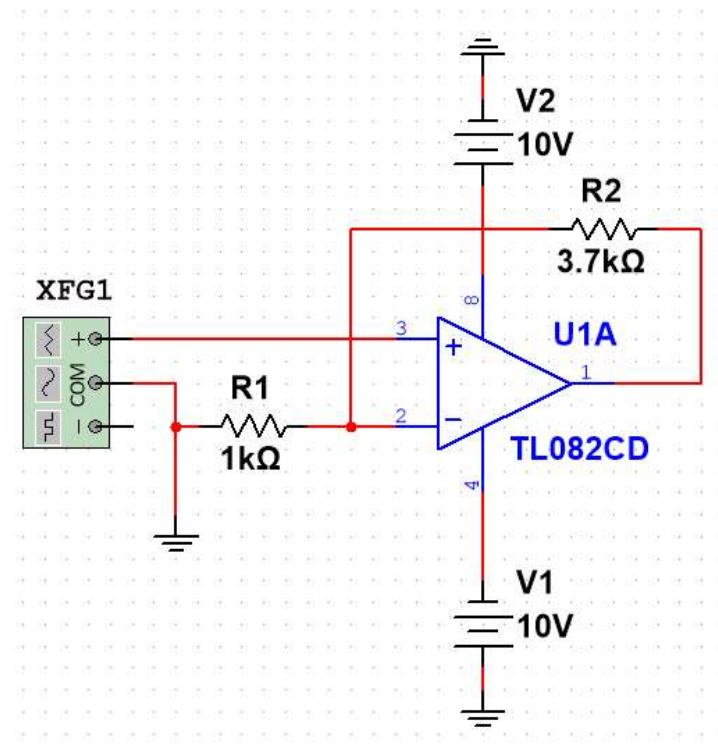 V2
10V
R2
3.7kΩ
XFG1
8
+
3
U1A
COM
+
1
R1
2
−
−
1kΩ
TL082CD
4
V1
10V